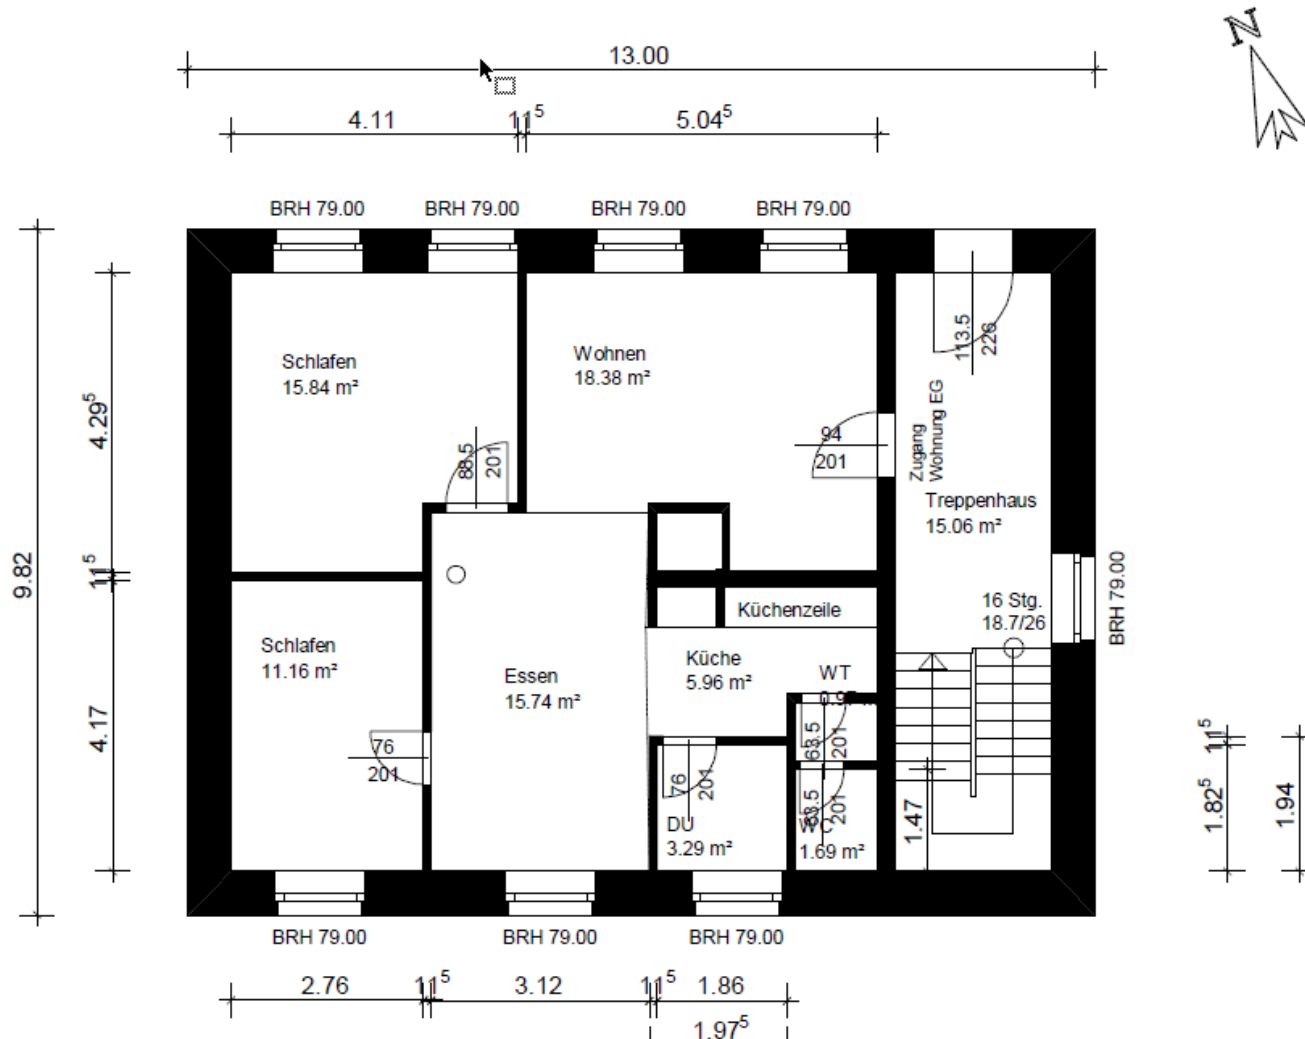 N
13.00
4.11
11⁵
5.04⁵
BRH 79.00
BRH 79.00
BRH 79.00
BRH 79.00
9.82
4.29⁵
11⁵
4.17
Schlafen
15.84 m²
Wohnen
18.38 m²
113.5
226
94
201
Zugang
Wohnung EG
88.5
201
Treppenhaus
15.06 m²
BRH 79.00
16 Stg.
18.7/26
Küchenzeile
Schlafen
11.16 m²
Essen
15.74 m²
Küche
5.96 m²
WT
76
201
63.5
201
76
201
63.5
201
DU
3.29 m²
WC
1.69 m²
1.47
11⁵
1.82⁵
1.94
BRH 79.00
BRH 79.00
BRH 79.00
2.76
11⁵
3.12
11⁵
1.86
1.97⁵